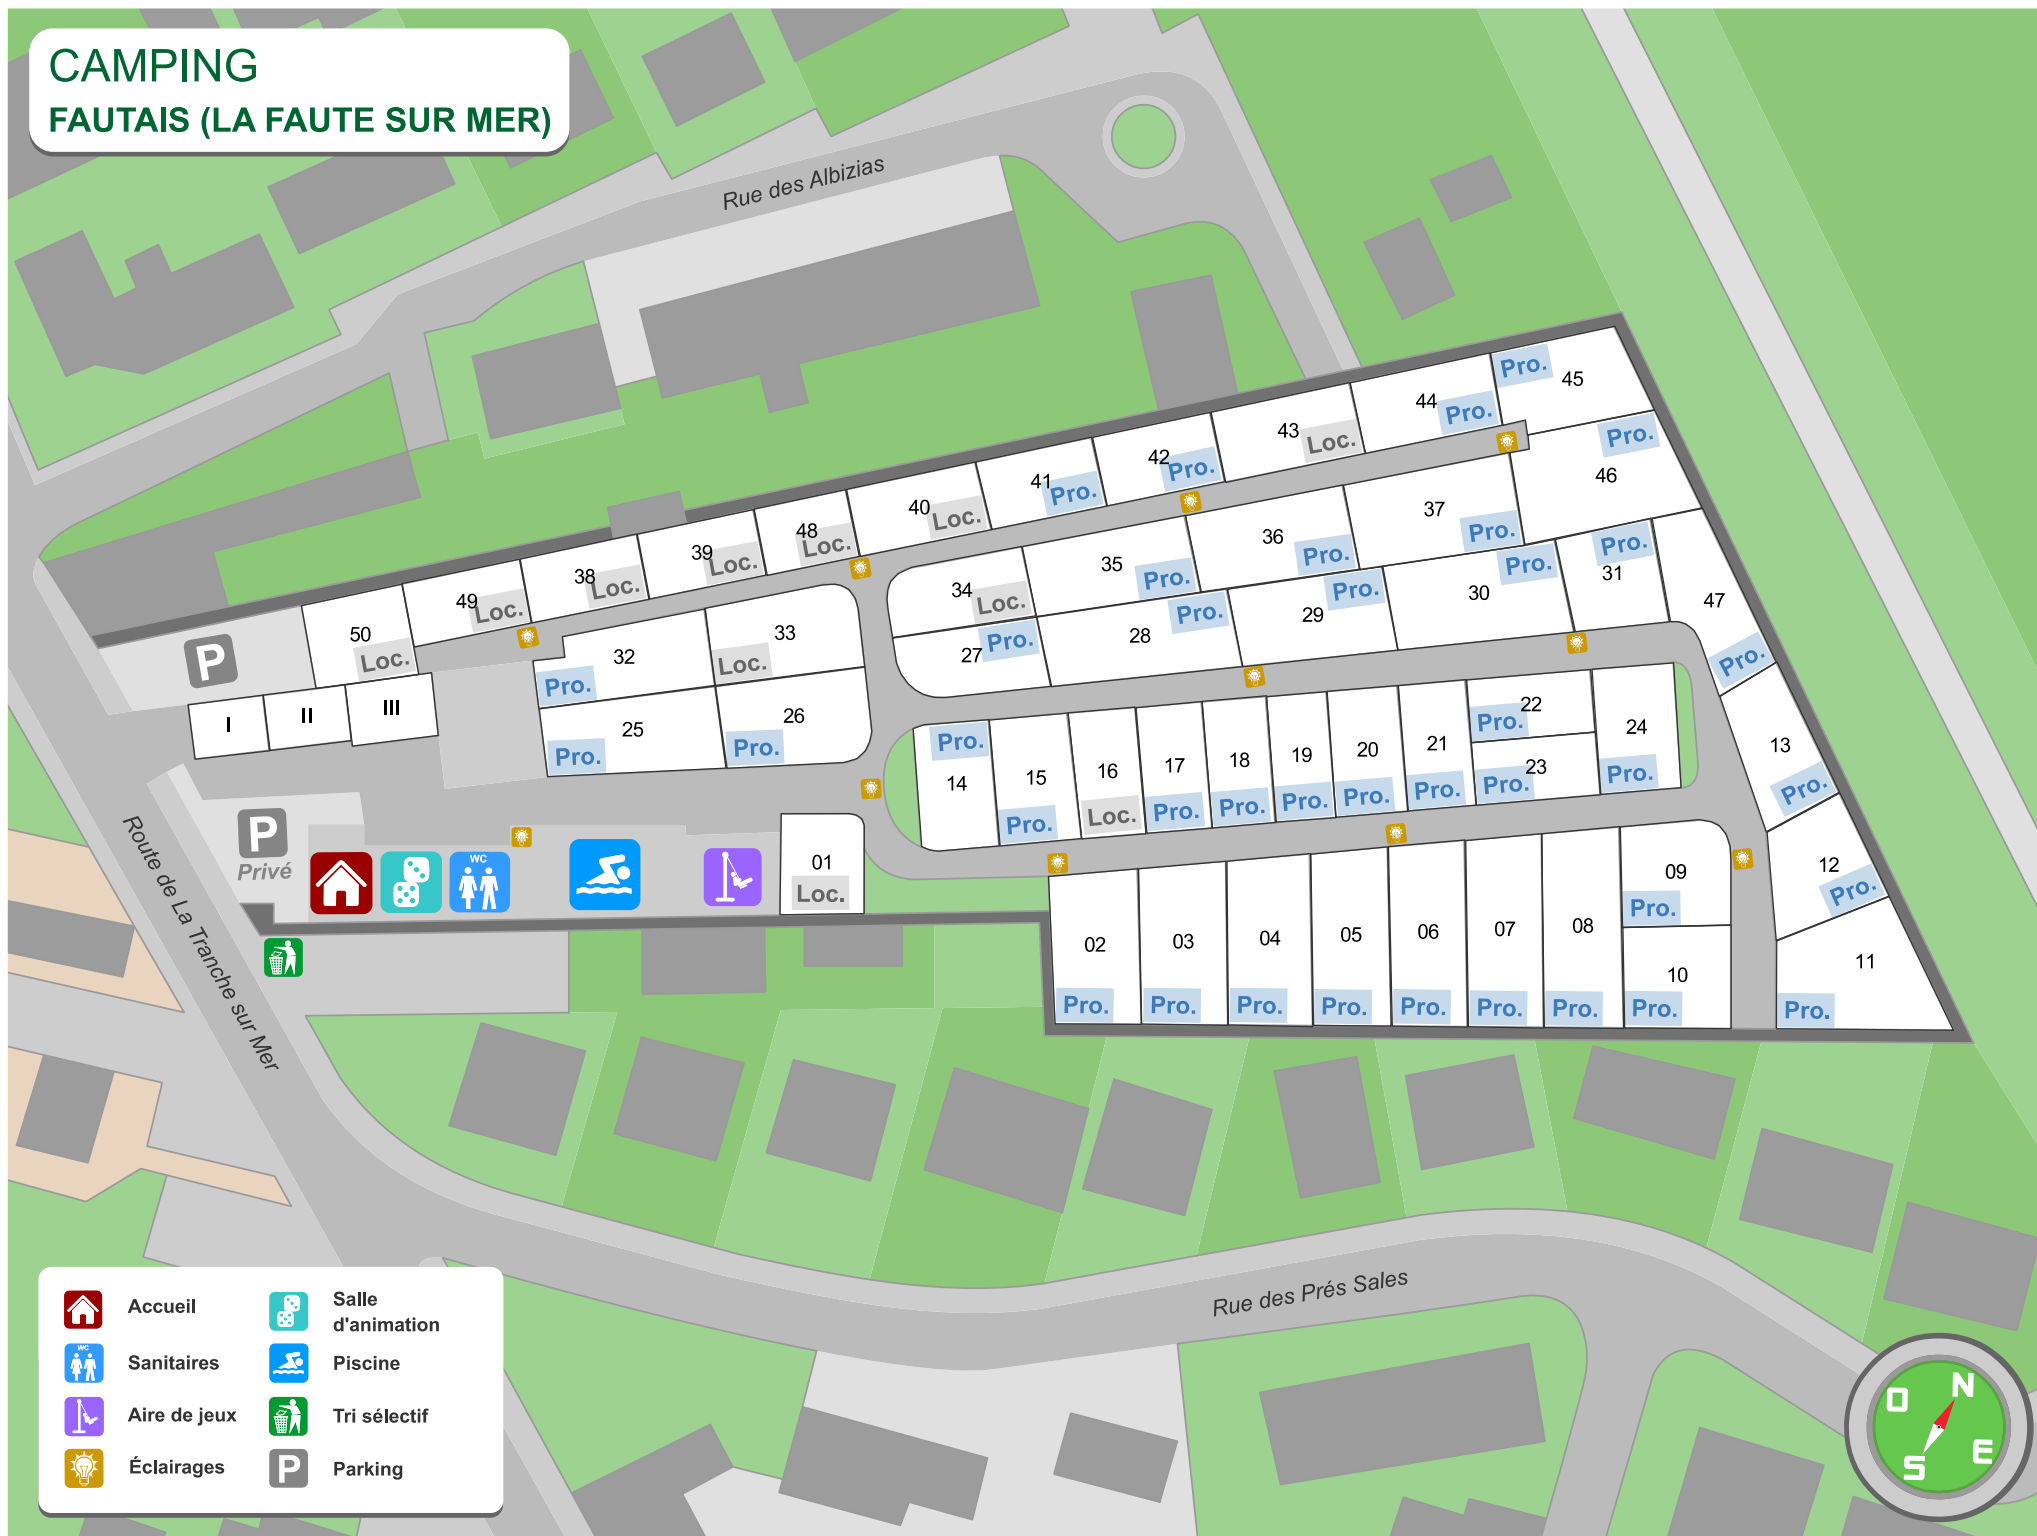 CAMPING
FAUTAIS (LA FAUTE SUR MER)
Rue des Albizias
45 Pro.
44 Pro.
43 Loc.
42 Pro.
41 Pro.
40 Loc.
48 Loc.
39 Loc.
38 Loc.
49 Loc.
50 Loc.
46 Pro.
37 Pro.
36 Pro.
35 Pro.
34 Loc.
33 Loc.
32 Pro.
47 Pro.
31 Pro.
30 Pro.
29 Pro.
28 Pro.
27 Pro.
26 Pro.
25 Pro.
P
I
II
III
14 Pro.
15 Pro.
16 Loc.
17 Pro.
18 Pro.
19 Pro.
20 Pro.
21 Pro.
22 Pro.
23 Pro.
24 Pro.
13 Pro.
12 Pro.
11 Pro.
P
Privé
WC
01 Loc.
02 Pro.
03 Pro.
04 Pro.
05 Pro.
06 Pro.
07 Pro.
08 Pro.
09 Pro.
10 Pro.
Route de La Tranche sur Mer
Rue des Prés Sales
Accueil
Salle
d'animation
WC
Sanitaires
Piscine
Aire de jeux
Tri sélectif
Éclairages
P
Parking
N
O
E
S